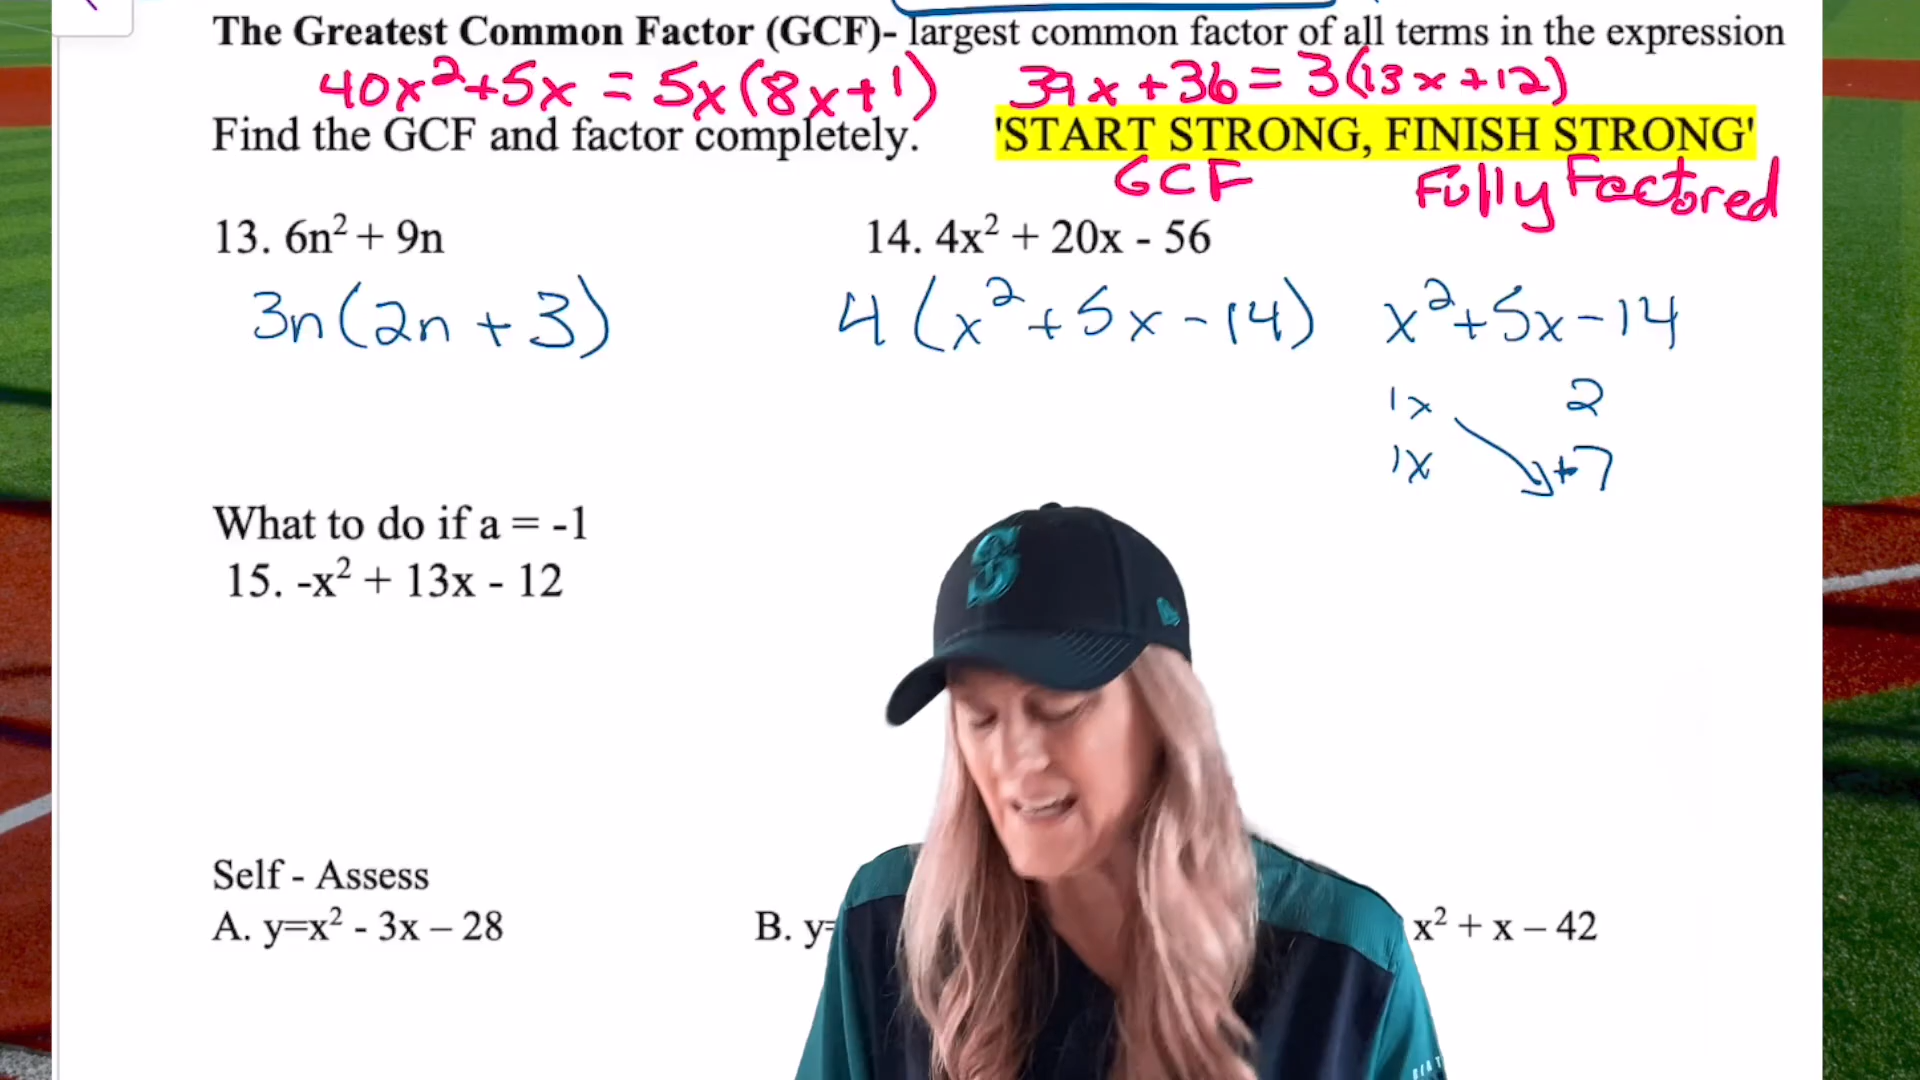 The Greatest Common Factor (GCF)- largest common factor of all terms in the expression
40x²+5x = 5x(8x+1) 39x+36=3(13x+12)
Find the GCF and factor completely. 'START STRONG, FINISH STRONG'
GCF Fully Factored
13. 6n² + 9n 14. 4x² + 20x - 56
3n(2n+3) 4(x²+5x-14) x²+5x-14
1x 2
1x +7
What to do if a = -1
15. -x² + 13x - 12
S
Self - Assess
A. y=x² - 3x – 28 B. y= x² + x – 42